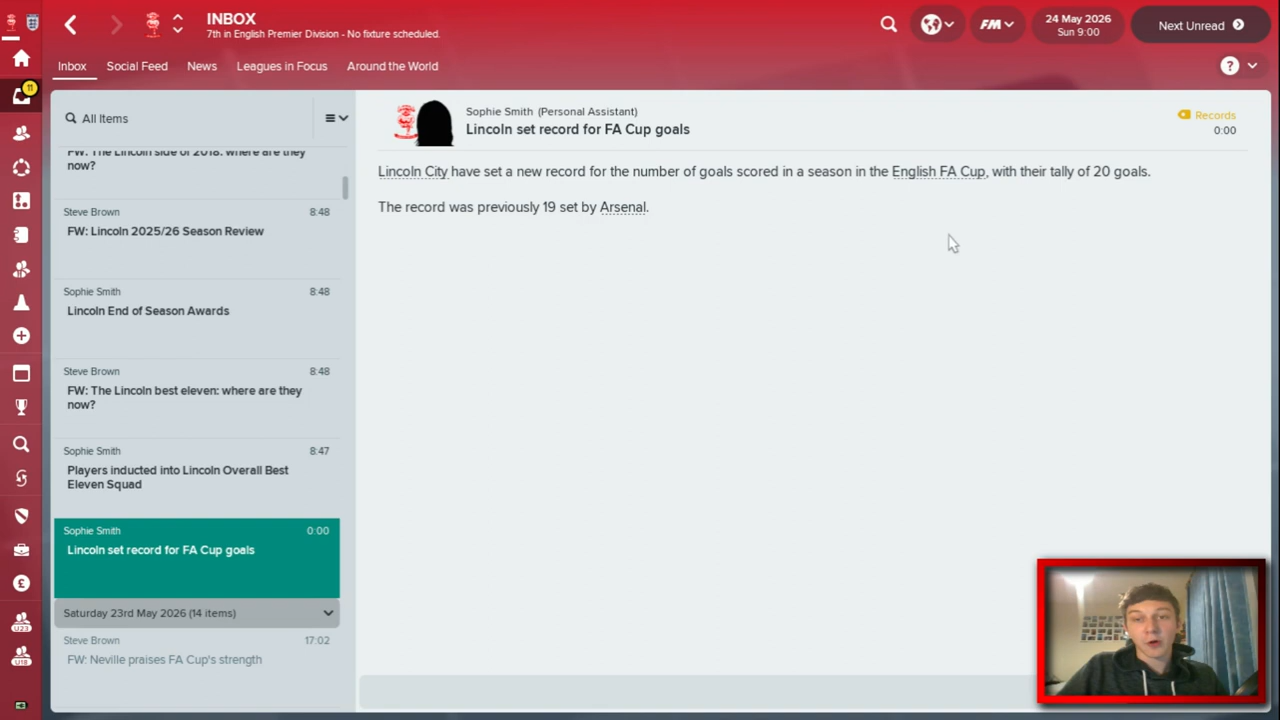 INBOX
7th in English Premier Division - No fixture scheduled.
FM
24 May 2026
Sun 9:00
Next Unread
11
Inbox
Social Feed
News
Leagues in Focus
Around the World
?
All Items
FW: The Lincoln side of 2018: where are they
now?
Steve Brown 8:48
FW: Lincoln 2025/26 Season Review
Sophie Smith 8:48
Lincoln End of Season Awards
Steve Brown 8:48
FW: The Lincoln best eleven: where are they
now?
Sophie Smith 8:47
Players inducted into Lincoln Overall Best
Eleven Squad
Sophie Smith 0:00
Lincoln set record for FA Cup goals
Saturday 23rd May 2026 (14 items)
Steve Brown 17:02
FW: Neville praises FA Cup's strength
Sophie Smith (Personal Assistant)
Lincoln set record for FA Cup goals
Records
0:00
Lincoln City have set a new record for the number of goals scored in a season in the English FA Cup, with their tally of 20 goals.
The record was previously 19 set by Arsenal.
£
U23
U18